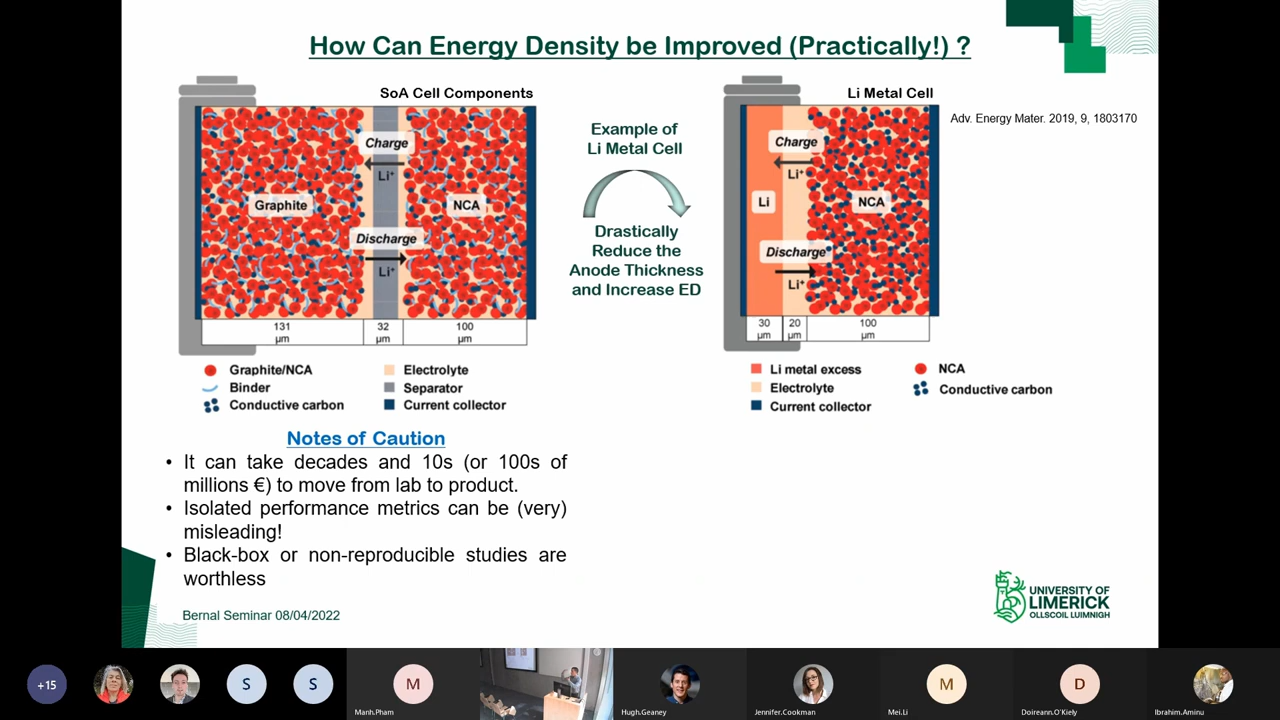 How Can Energy Density be Improved (Practically!) ?
SoA Cell Components
Charge
Li⁺
Graphite
NCA
Discharge
Li⁺
131 µm
32 µm
100 µm
Graphite/NCA
Binder
Conductive carbon
Electrolyte
Separator
Current collector
Example of
Li Metal Cell
Drastically
Reduce the
Anode Thickness
and Increase ED
Li Metal Cell
Adv. Energy Mater. 2019, 9, 1803170
Charge
Li⁺
Li
NCA
Discharge
Li⁺
30 µm
20 µm
100 µm
Li metal excess
Electrolyte
Current collector
NCA
Conductive carbon
Notes of Caution
• It can take decades and 10s (or 100s of
millions €) to move from lab to product.
• Isolated performance metrics can be (very)
misleading!
• Black-box or non-reproducible studies are
worthless
Bernal Seminar 08/04/2022
UNIVERSITY OF
LIMERICK
OLLSCOIL LUIMNIGH
+15
S
S
M
Manh.Pham
Hugh.Geaney
Jennifer.Cookman
M
Mei.Li
D
Doireann.O'Kiely
Ibrahim.Aminu